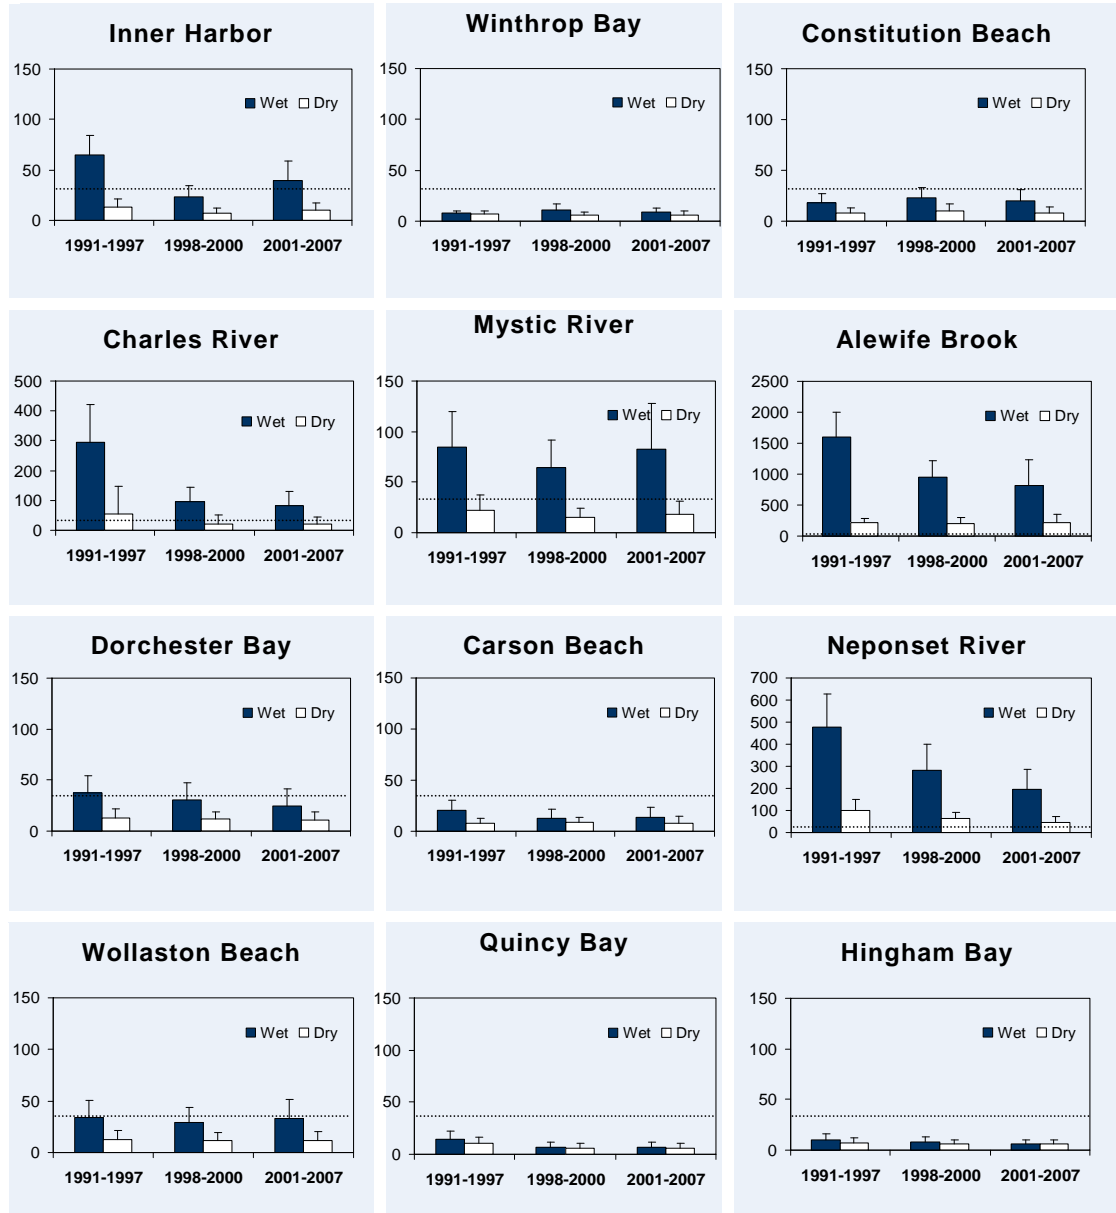 Inner Harbor
150
100
50
0
Wet Dry
1991-1997 1998-2000 2001-2007
Winthrop Bay
150
100
50
0
Wet Dry
1991-1997 1998-2000 2001-2007
Constitution Beach
150
100
50
0
Wet Dry
1991-1997 1998-2000 2001-2007
Charles River
500
400
300
200
100
0
Wet Dry
1991-1997 1998-2000 2001-2007
Mystic River
150
100
50
0
Wet Dry
1991-1997 1998-2000 2001-2007
Alewife Brook
2500
2000
1500
1000
500
0
Wet Dry
1991-1997 1998-2000 2001-2007
Dorchester Bay
150
100
50
0
Wet Dry
1991-1997 1998-2000 2001-2007
Carson Beach
150
100
50
0
Wet Dry
1991-1997 1998-2000 2001-2007
Neponset River
700
600
500
400
300
200
100
0
Wet Dry
1991-1997 1998-2000 2001-2007
Wollaston Beach
150
100
50
0
Wet Dry
1991-1997 1998-2000 2001-2007
Quincy Bay
150
100
50
0
Wet Dry
1991-1997 1998-2000 2001-2007
Hingham Bay
150
100
50
0
Wet Dry
1991-1997 1998-2000 2001-2007